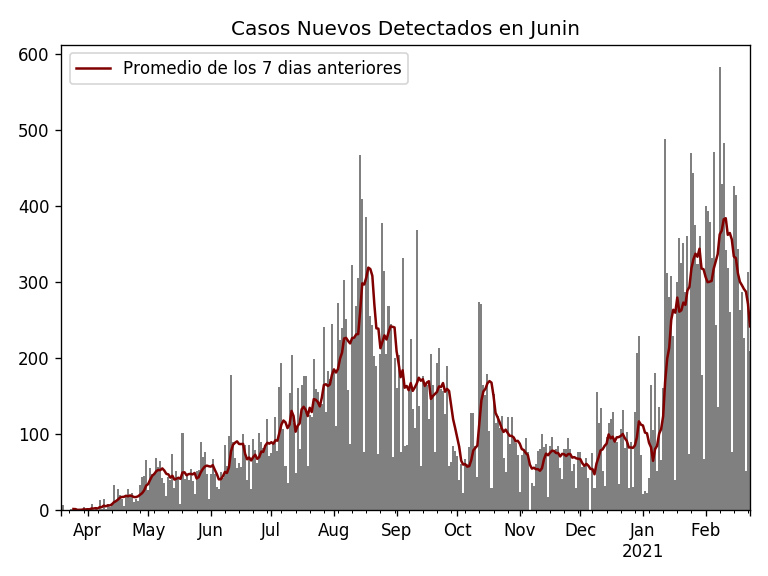 Casos Nuevos Detectados en Junin
Promedio de los 7 dias anteriores
600
500
400
300
200
100
0
Apr May Jun Jul Aug Sep Oct Nov Dec Jan Feb
2021